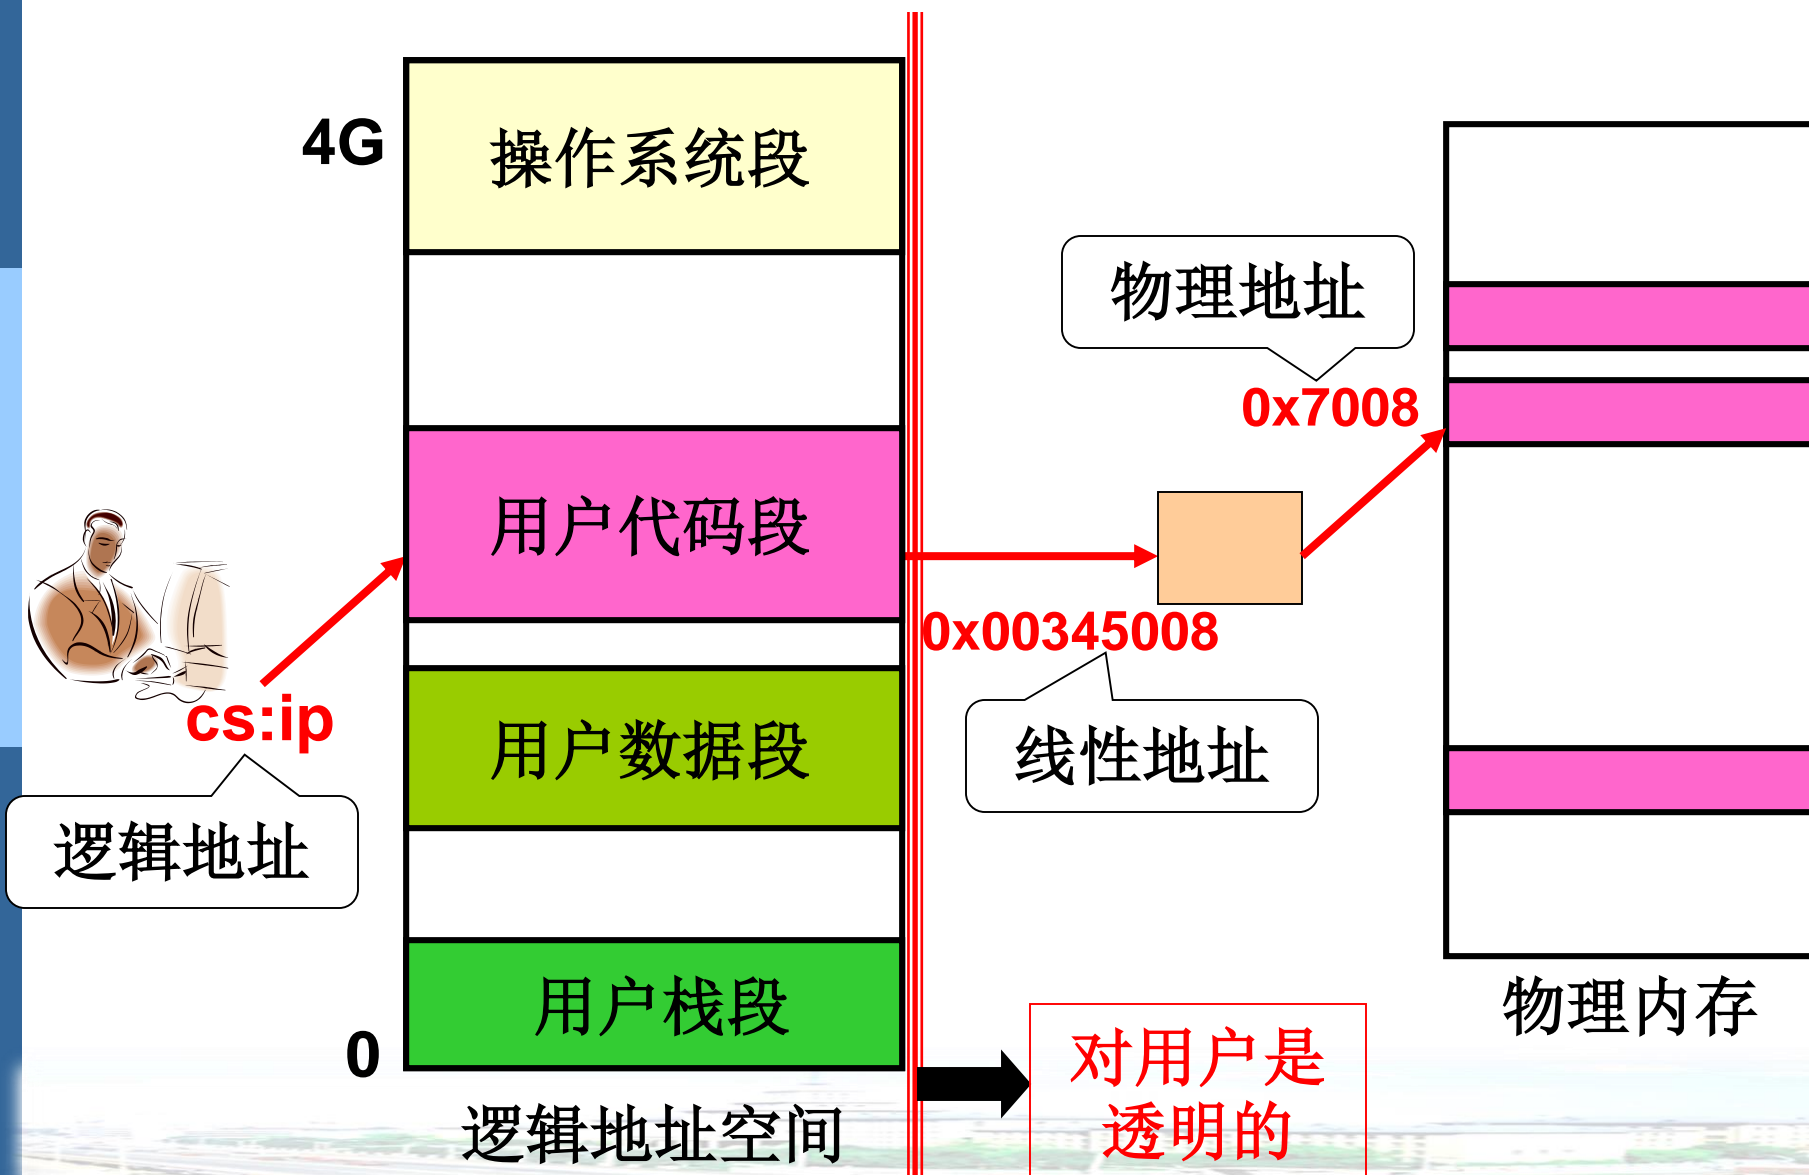 4G
操作系统段
物理地址
0x7008
用户代码段
0x00345008
cs:ip
用户数据段
线性地址
逻辑地址
用户栈段
物理内存
0
对用户是
透明的
逻辑地址空间